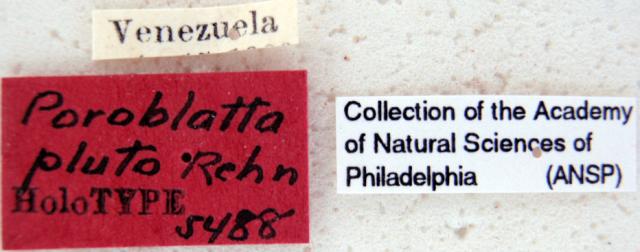 Venezuela
Poroblatta
pluto Rehn
HoloTYPE
5488
Collection of the Academy
of Natural Sciences of
Philadelphia (ANSP)